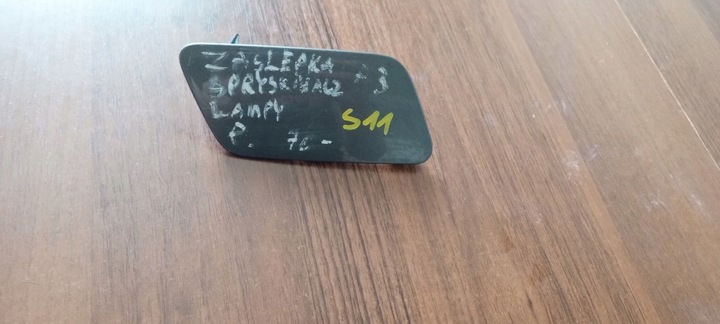 ZASLEPKA
SPRYSKIWACZ
LAMPY
P. 70 -
S11